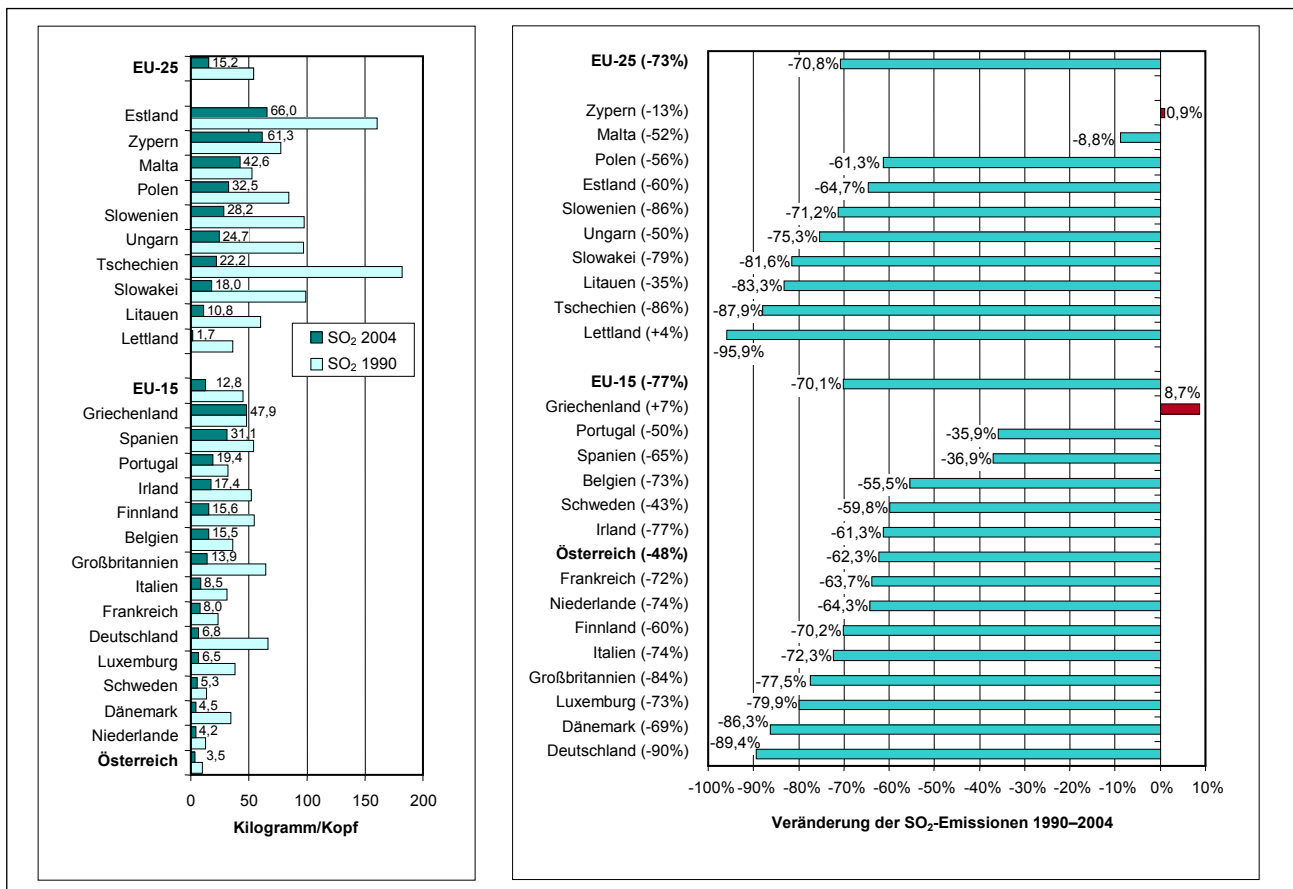 EU-25 15,2
Estland 66,0
Zypern 61,3
Malta 42,6
Polen 32,5
Slowenien 28,2
Ungarn 24,7
Tschechien 22,2
Slowakei 18,0
Litauen 10,8
Lettland 1,7
SO₂ 2004
SO₂ 1990
EU-15 12,8
Griechenland 47,9
Spanien 31,1
Portugal 19,4
Irland 17,4
Finnland 15,6
Belgien 15,5
Großbritannien 13,9
Italien 8,5
Frankreich 8,0
Deutschland 6,8
Luxemburg 6,5
Schweden 5,3
Dänemark 4,5
Niederlande 4,2
Österreich 3,5
0 50 100 150 200
Kilogramm/Kopf
EU-25 (-73%) -70,8%
Zypern (-13%) 0,9%
Malta (-52%) -8,8%
Polen (-56%) -61,3%
Estland (-60%) -64,7%
Slowenien (-86%) -71,2%
Ungarn (-50%) -75,3%
Slowakei (-79%) -81,6%
Litauen (-35%) -83,3%
Tschechien (-86%) -87,9%
Lettland (+4%) -95,9%
EU-15 (-77%) -70,1%
Griechenland (+7%) 8,7%
Portugal (-50%) -35,9%
Spanien (-65%) -36,9%
Belgien (-73%) -55,5%
Schweden (-43%) -59,8%
Irland (-77%) -61,3%
Österreich (-48%) -62,3%
Frankreich (-72%) -63,7%
Niederlande (-74%) -64,3%
Finnland (-60%) -70,2%
Italien (-74%) -72,3%
Großbritannien (-84%) -77,5%
Luxemburg (-73%) -79,9%
Dänemark (-69%) -86,3%
Deutschland (-90%) -89,4%
-100% -90% -80% -70% -60% -50% -40% -30% -20% -10% 0% 10%
Veränderung der SO₂-Emissionen 1990–2004